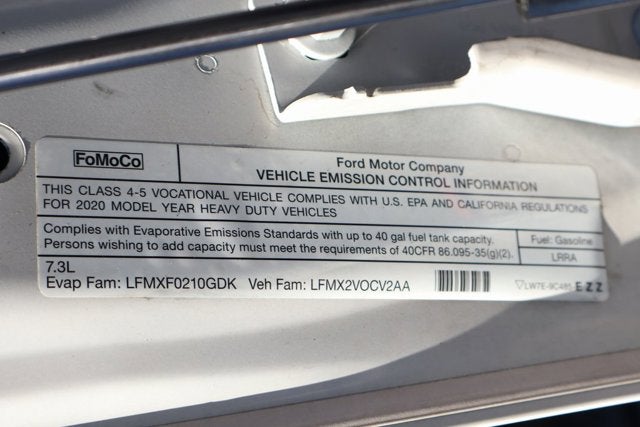 FoMoCo
Ford Motor Company
VEHICLE EMISSION CONTROL INFORMATION
THIS CLASS 4-5 VOCATIONAL VEHICLE COMPLIES WITH U.S. EPA AND CALIFORNIA REGULATIONS
FOR 2020 MODEL YEAR HEAVY DUTY VEHICLES
Complies with Evaporative Emissions Standards with up to 40 gal fuel tank capacity.
Persons wishing to add capacity must meet the requirements of 40CFR 86.095-35(g)(2).
Fuel: Gasoline
LRRA
7.3L
Evap Fam: LFMXF0210GDK Veh Fam: LFMX2VOCV2AA
EZZ